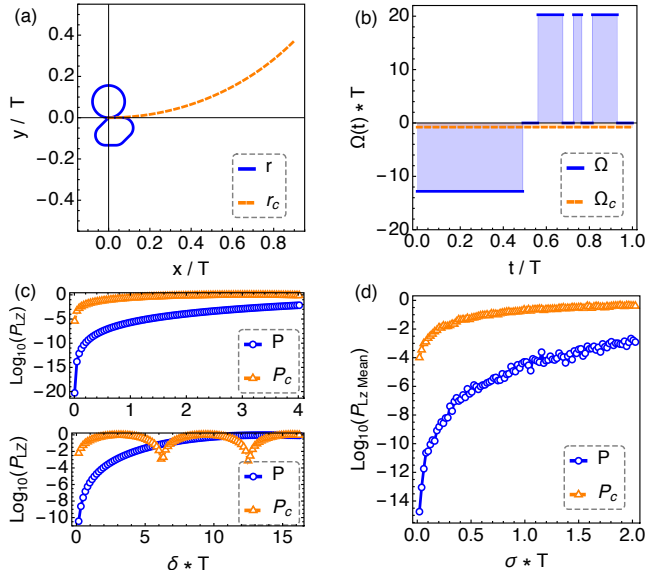 (a)
0.4
0.2
0.0
−0.2
−0.4
y / T
0.0 0.2 0.4 0.6 0.8
x / T
r
r_c
(b)
20
10
0
−10
−20
Ω(t) * T
0.0 0.2 0.4 0.6 0.8 1.0
t / T
Ω
Ω_c
(c)
0
−5
−10
−15
−20
Log₁₀(P_LZ)
0 1 2 3 4
P
P_c
0
−2
−4
−6
−8
−10
Log₁₀(P_LZ)
0 5 10 15
δ * T
P
P_c
(d)
0
−2
−4
−6
−8
−10
−12
−14
Log₁₀(P_Lz Mean)
0.0 0.5 1.0 1.5 2.0
σ * T
P
P_c